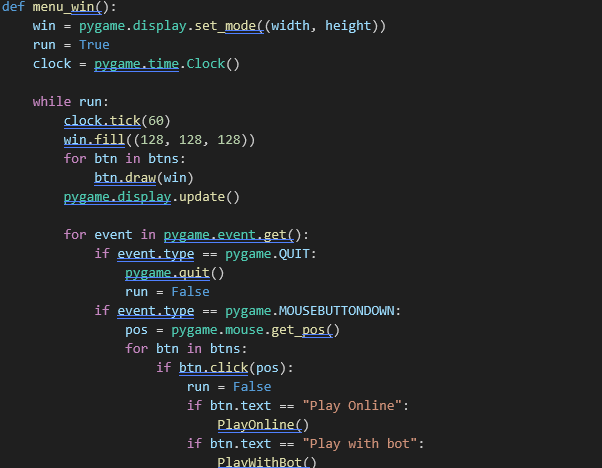 def menu_win():
    win = pygame.display.set_mode((width, height))
    run = True
    clock = pygame.time.Clock()

    while run:
        clock.tick(60)
        win.fill((128, 128, 128))
        for btn in btns:
            btn.draw(win)
        pygame.display.update()

        for event in pygame.event.get():
            if event.type == pygame.QUIT:
                pygame.quit()
                run = False
            if event.type == pygame.MOUSEBUTTONDOWN:
                pos = pygame.mouse.get_pos()
                for btn in btns:
                    if btn.click(pos):
                        run = False
                        if btn.text == "Play Online":
                            PlayOnline()
                        if btn.text == "Play with bot":
                            PlayWithBot()